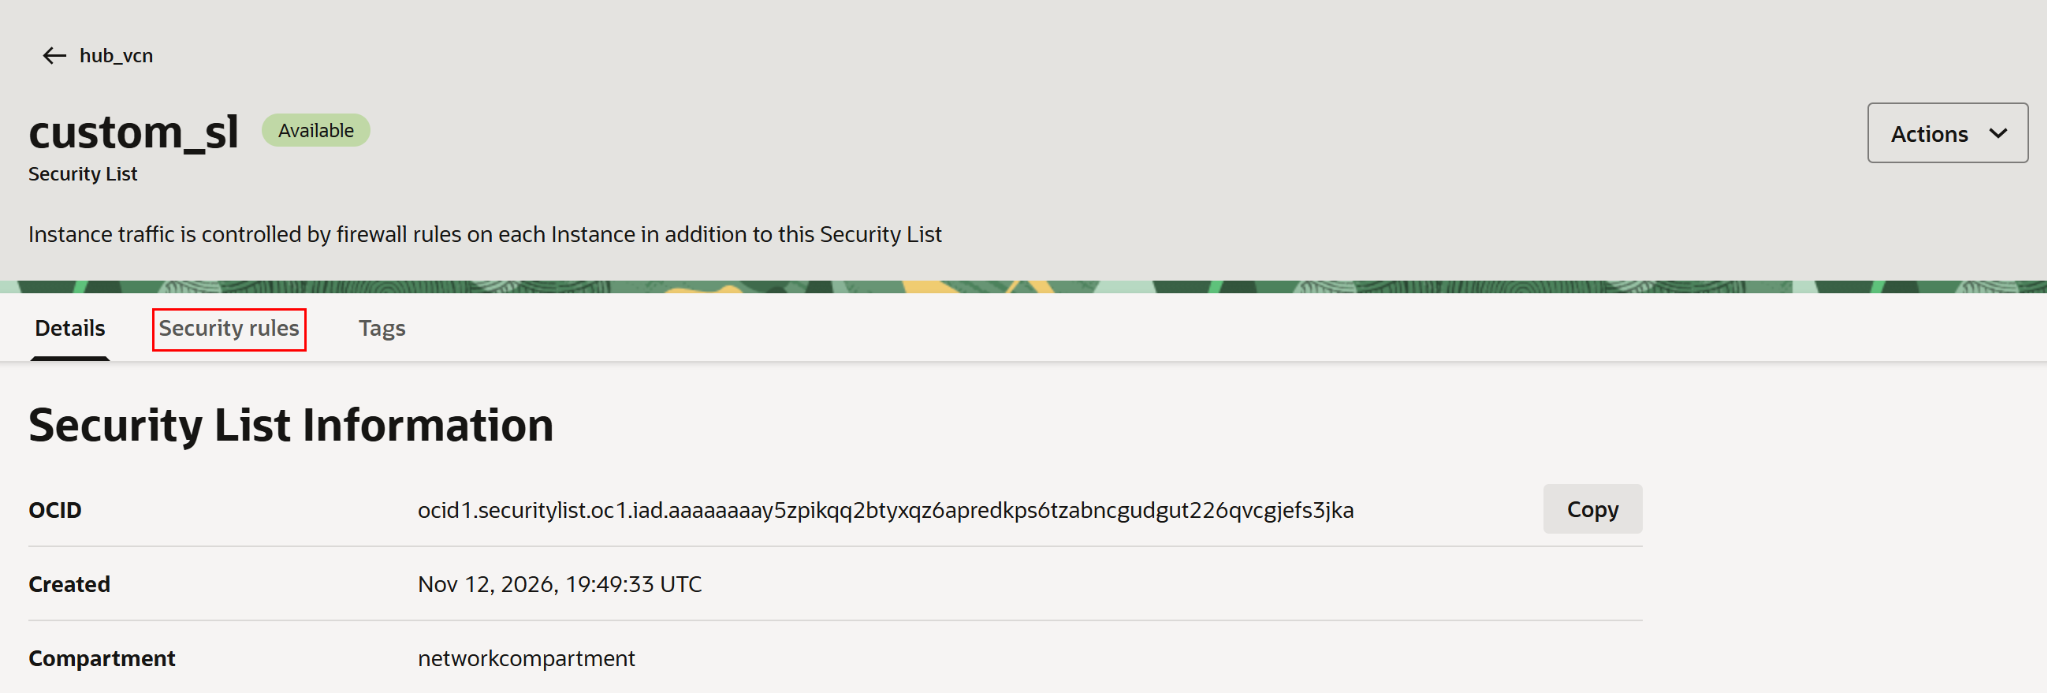 ← hub_vcn
custom_sl Available
Actions
Security List
Instance traffic is controlled by firewall rules on each Instance in addition to this Security List
Details Security rules Tags
Security List Information
OCID ocid1.securitylist.oc1.iad.aaaaaaaay5zpikqq2btyxqz6apredkps6tzabncgudgut226qvcgjefs3jka Copy
Created Nov 12, 2026, 19:49:33 UTC
Compartment networkcompartment